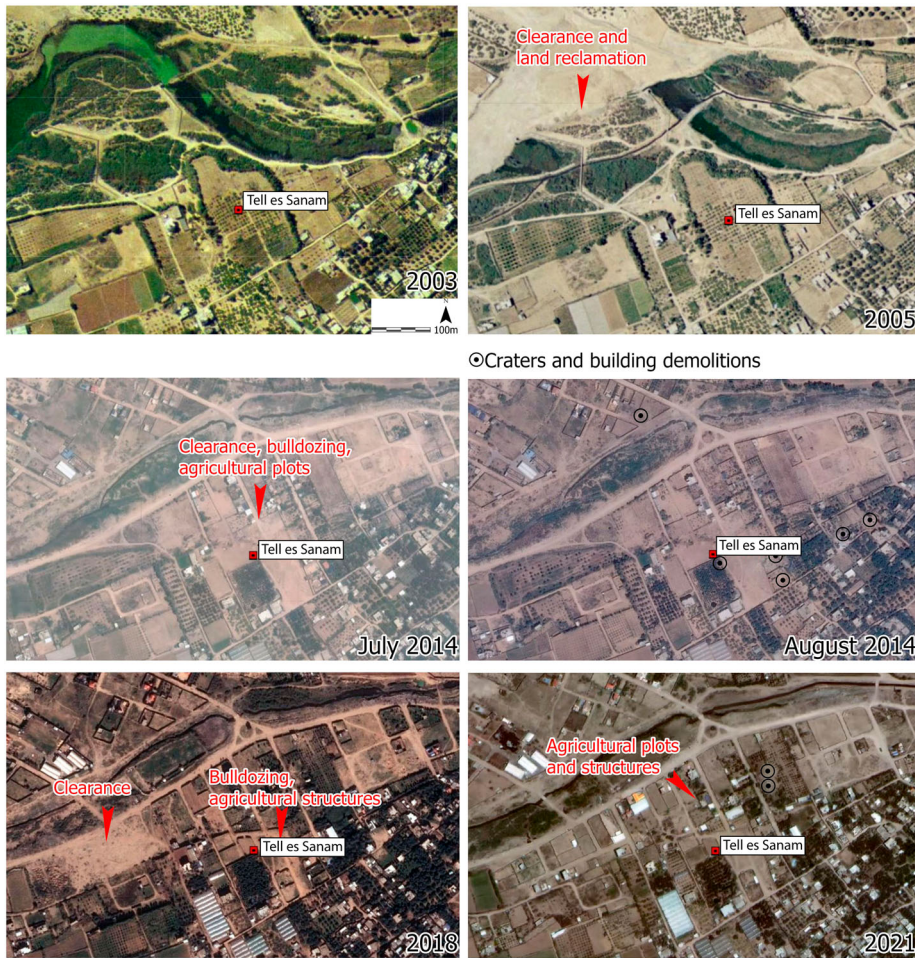 Tell es Sanam
2003
N
100m
Clearance and
land reclamation
Tell es Sanam
2005
Craters and building demolitions
Clearance, bulldozing,
agricultural plots
Tell es Sanam
July 2014
Tell es Sanam
August 2014
Clearance
Bulldozing,
agricultural structures
Tell es Sanam
2018
Agricultural plots
and structures
Tell es Sanam
2021